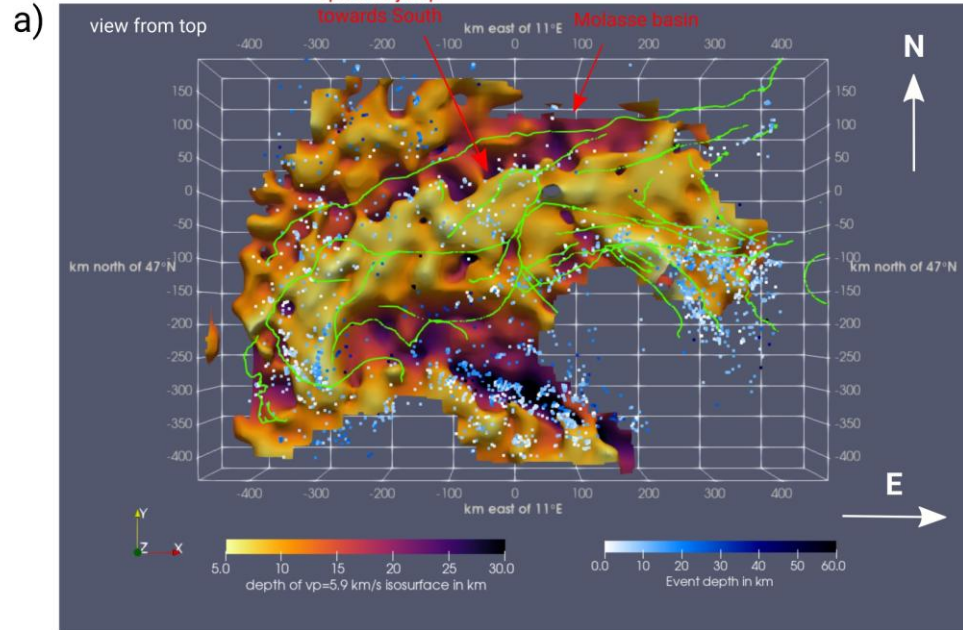 a)
view from top
towards South
Molasse basin
km east of 11°E
-400 -300 -200 -100 0 100 200 300 400
N
150 150
100 100
50 50
0 0
-50 -50
-100 -100
km north of 47°N km north of 47°N
-150 -150
-200 -200
-250 -250
-300 -300
-350 -350
-400 -400
-400 -300 -200 -100 0 100 200 300 400
km east of 11°E
E
Y
Z X
5.0 10 15 20 25 30.0
depth of vp=5.9 km/s isosurface in km
0.0 10 20 30 40 50 60.0
Event depth in km